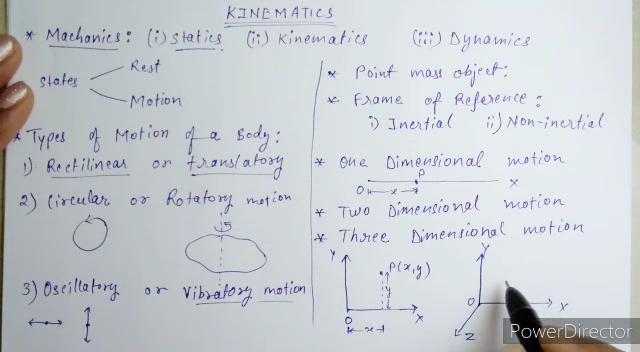 KINEMATICS
* Mechanics: (i) Statics (ii) Kinematics (iii) Dynamics
States
Rest
Motion
* Types of Motion of a Body:
1) Rectilinear or translatory
2) Circular or Rotatory motion
3) Oscillatory or Vibratory motion
* Point mass object:
* Frame of Reference:
i) Inertial ii) Non-inertial
* One Dimensional motion
P
O x X
* Two Dimensional motion
* Three Dimensional motion
Y
P(x,y)
y
O
x X
Y
O X
Z
PowerDirector